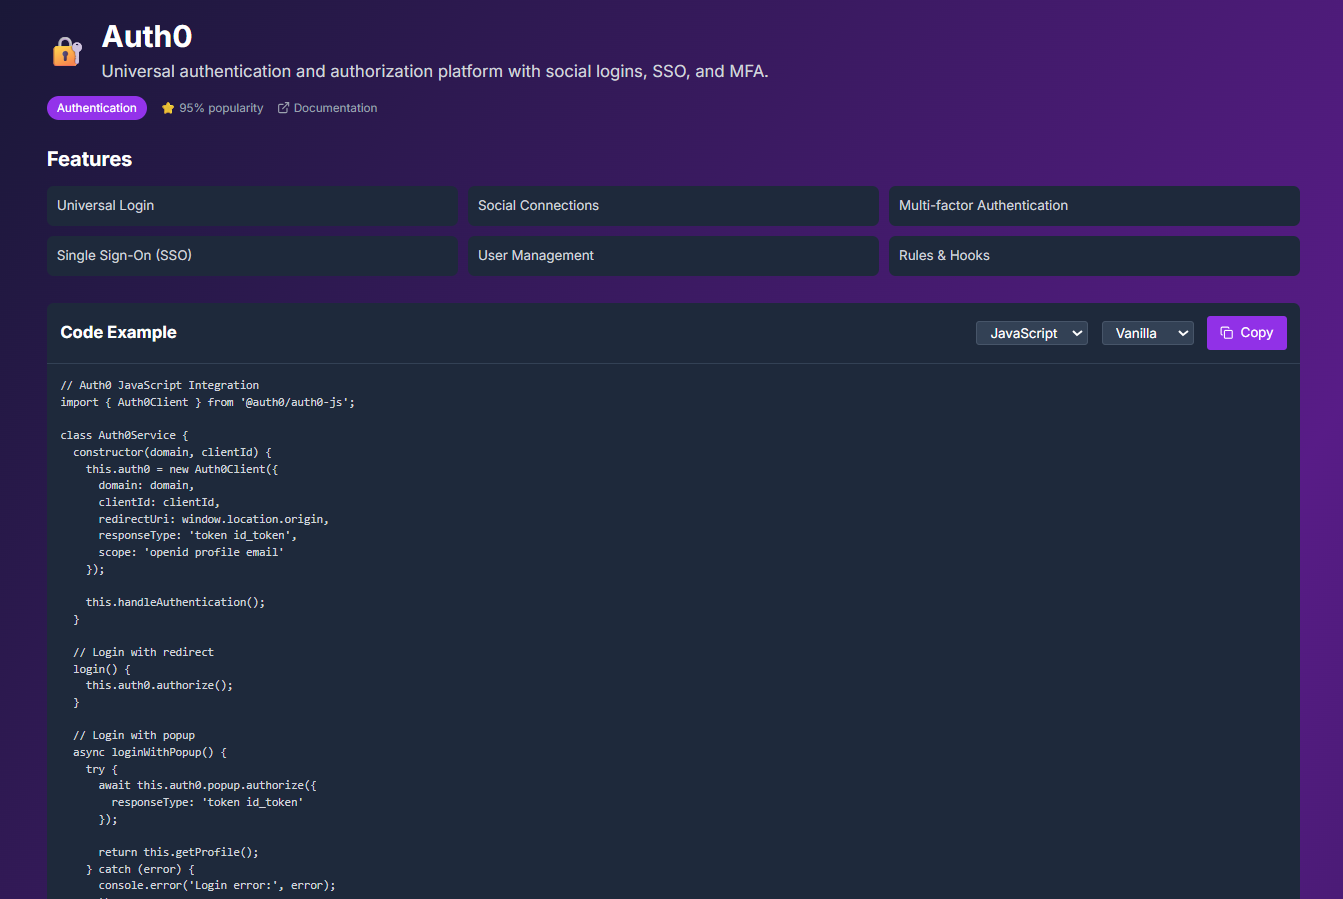 Auth0
Universal authentication and authorization platform with social logins, SSO, and MFA.
Authentication
95% popularity
Documentation
Features
Universal Login
Social Connections
Multi-factor Authentication
Single Sign-On (SSO)
User Management
Rules & Hooks
Code Example
JavaScript
Vanilla
Copy
// Auth0 JavaScript Integration
import { Auth0Client } from '@auth0/auth0-js';

class Auth0Service {
  constructor(domain, clientId) {
    this.auth0 = new Auth0Client({
      domain: domain,
      clientId: clientId,
      redirectUri: window.location.origin,
      responseType: 'token id_token',
      scope: 'openid profile email'
    });

    this.handleAuthentication();
  }

  // Login with redirect
  login() {
    this.auth0.authorize();
  }

  // Login with popup
  async loginWithPopup() {
    try {
      await this.auth0.popup.authorize({
        responseType: 'token id_token'
      });

      return this.getProfile();
    } catch (error) {
      console.error('Login error:', error);